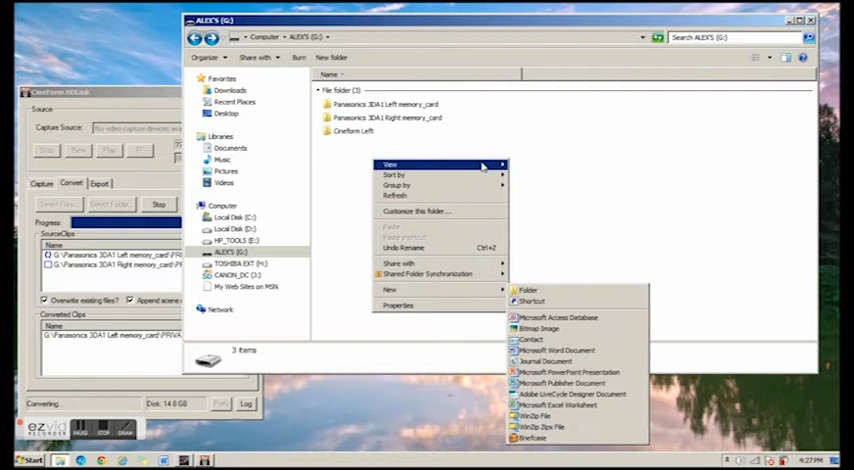 ALEX'S (G:)
Computer ▸ ALEX'S (G:) ▸
Search ALEX'S (G:)
Organize Share with Burn New folder
Favorites
Downloads
Recent Places
Desktop
Libraries
Documents
Music
Pictures
Videos
Computer
Local Disk (C:)
Local Disk (D:)
HP_TOOLS (E:)
ALEX'S (G:)
TOSHIBA EXT (H:)
CANON_DC (J:)
My Web Sites on MSN
Network
Name
File folder (3)
Panasonics 3DA1 Left memory_card
Panasonics 3DA1 Right memory_card
Cineform Left
3 items
View
Sort by
Group by
Refresh
Customize this folder...
Paste
Paste shortcut
Undo Rename Ctrl+Z
Share with
Shared Folder Synchronization
New
Properties
Folder
Shortcut
Microsoft Access Database
Bitmap Image
Contact
Microsoft Word Document
Journal Document
Microsoft PowerPoint Presentation
Microsoft Publisher Document
Adobe LiveCycle Designer Document
Microsoft Excel Worksheet
WinZip File
WinZip Zipx File
Briefcase
CineForm HDLink
Source
Capture Source: No video capture devices a
Stop Rew Play FF
Capture Convert Export
Select Files... Select Folder... Stop
Progress:
SourceClips
Name
G:\Panasonics 3DA1 Left memory_card\PRI
G:\Panasonics 3DA1 Right memory_card\PR
Overwrite existing files? Append scene
Converted Clips
Name
G:\Panasonics 3DA1 Left memory_card\PRIVA
Converting... Disk: 14.8 GB Prefs Log
ezvid
RECORDER
PAUSE STOP DRAW
Start
4:27 PM